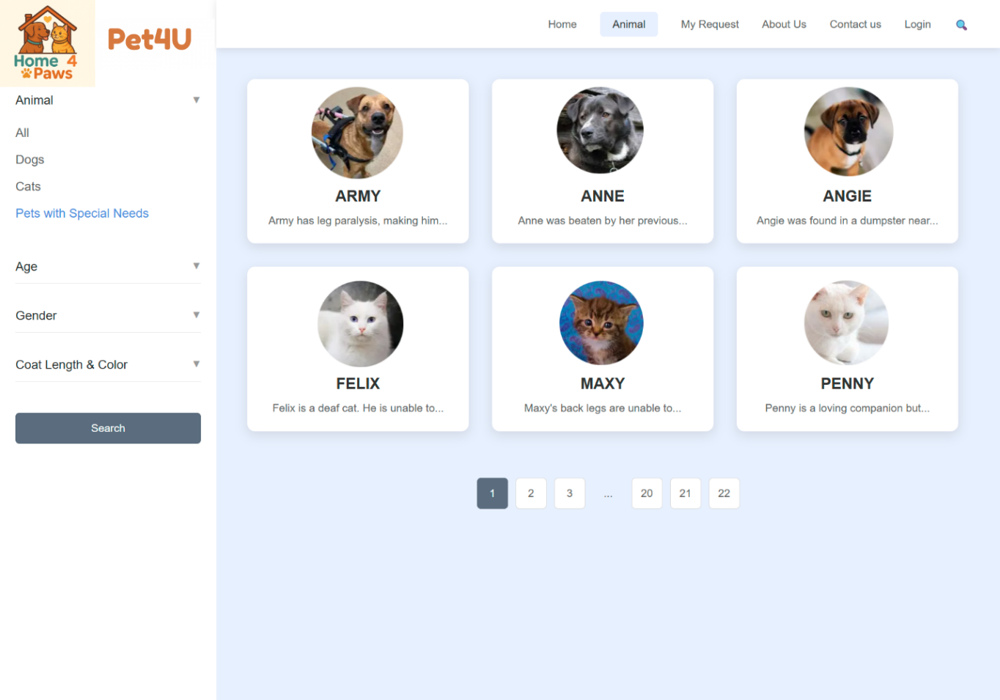 Home 4
Paws
Pet4U
Home Animal My Request About Us Contact us Login
Animal
All
Dogs
Cats
Pets with Special Needs
Age
Gender
Coat Length & Color
Search
ARMY
Army has leg paralysis, making him...
ANNE
Anne was beaten by her previous...
ANGIE
Angie was found in a dumpster near...
FELIX
Felix is a deaf cat. He is unable to...
MAXY
Maxy's back legs are unable to...
PENNY
Penny is a loving companion but...
1 2 3 ... 20 21 22